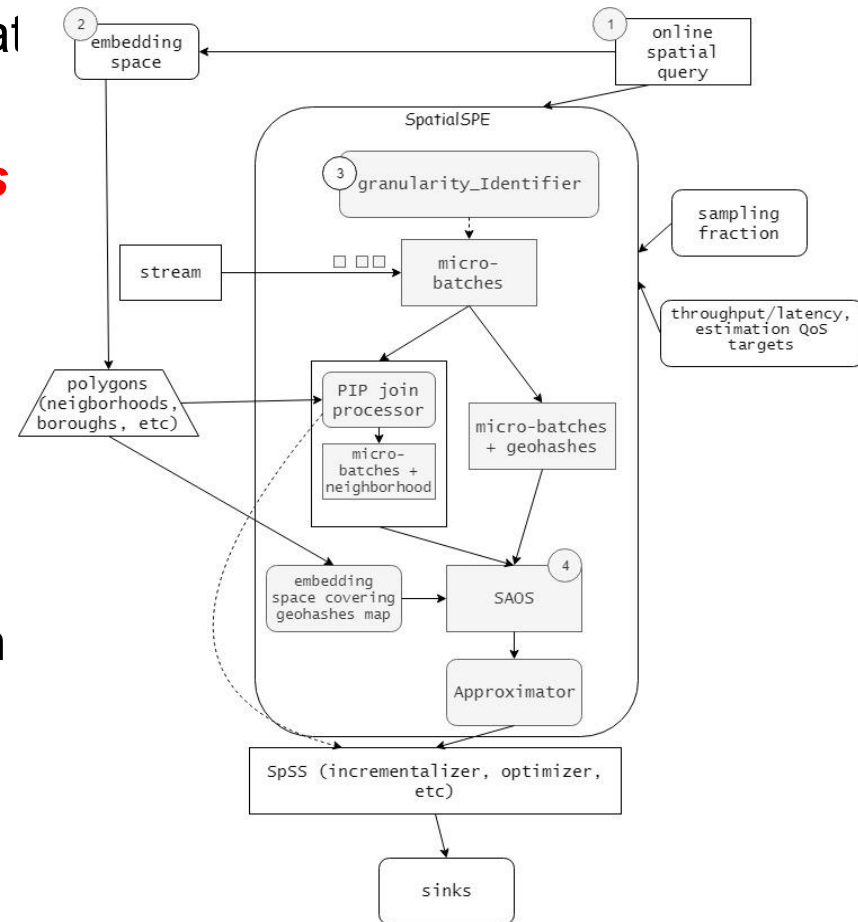 at
s
n
2
embedding
space
1
online
spatial
query
SpatialSPE
3
granularity_Identifier
sampling
fraction
stream
micro-
batches
throughput/latency,
estimation QoS
targets
polygons
(neigborhoods,
boroughs, etc)
PIP join
processor
micro-
batches +
neighborhood
micro-batches
+ geohashes
embedding
space covering
geohashes map
4
SAOS
Approximator
SpSS (incrementalizer, optimizer,
etc)
sinks